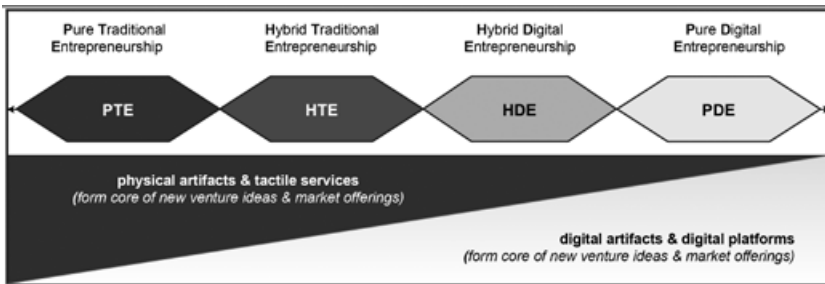 Pure Traditional
Entrepreneurship
Hybrid Traditional
Entrepreneurship
Hybrid Digital
Entrepreneurship
Pure Digital
Entrepreneurship
PTE
HTE
HDE
PDE
physical artifacts & tactile services
(form core of new venture ideas & market offerings)
digital artifacts & digital platforms
(form core of new venture ideas & market offerings)